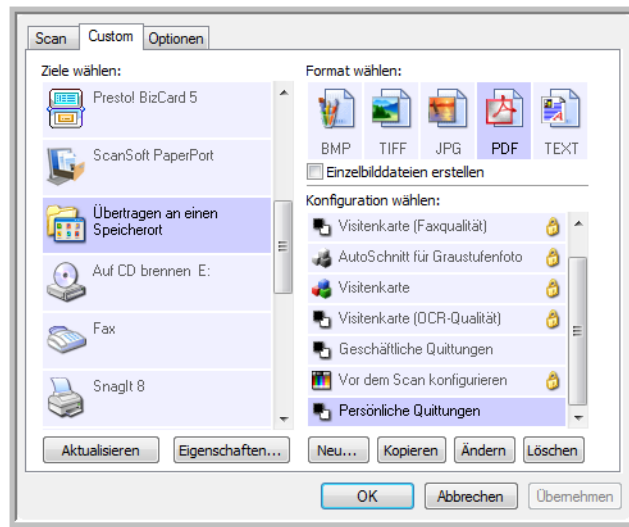 Scan
Custom
Optionen
Ziele wählen:
Presto! BizCard 5
ScanSoft PaperPort
Übertragen an einen
Speicherort
Auf CD brennen E:
Fax
SnagIt 8
Aktualisieren
Eigenschaften...
Format wählen:
BMP
TIFF
JPG
PDF
TEXT
Einzelbilddateien erstellen
Konfiguration wählen:
Visitenkarte (Faxqualität)
AutoSchnitt für Graustufenfoto
Visitenkarte
Visitenkarte (OCR-Qualität)
Geschäftliche Quittungen
Vor dem Scan konfigurieren
Persönliche Quittungen
Neu...
Kopieren
Ändern
Löschen
OK
Abbrechen
Übernehmen